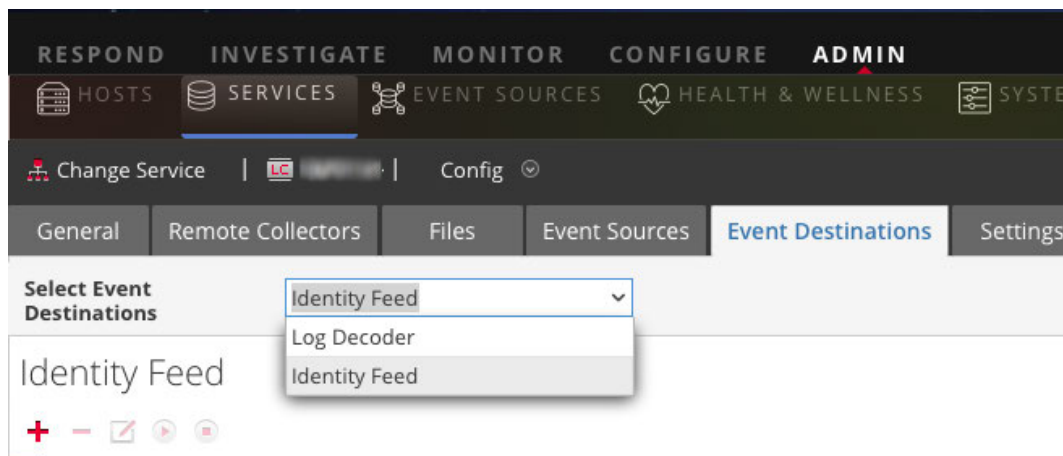 RESPOND INVESTIGATE MONITOR CONFIGURE ADMIN
HOSTS SERVICES EVENT SOURCES HEALTH & WELLNESS SYSTE
Change Service | LC | Config
General Remote Collectors Files Event Sources Event Destinations Settings
Select Event Destinations
Identity Feed
Log Decoder
Identity Feed
Identity Feed